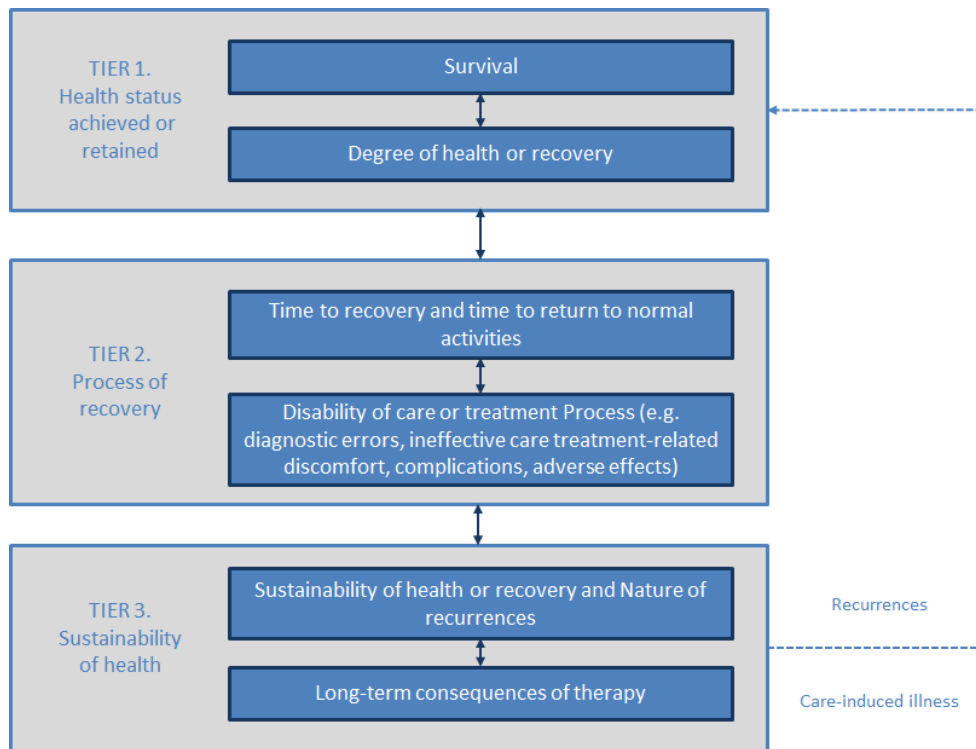 TIER 1.
Health status
achieved or
retained
Survival
Degree of health or recovery
TIER 2.
Process of
recovery
Time to recovery and time to return to normal
activities
Disability of care or treatment Process (e.g.
diagnostic errors, ineffective care treatment-related
discomfort, complications, adverse effects)
TIER 3.
Sustainability
of health
Sustainability of health or recovery and Nature of
recurrences
Long-term consequences of therapy
Recurrences
Care-induced illness